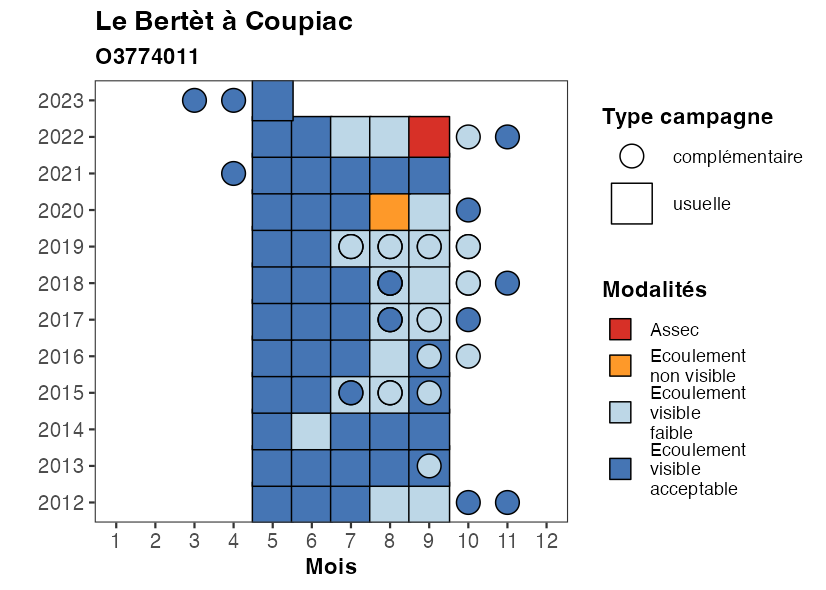 Le Bertèt à Coupiac
O3774011
2023
2022
2021
2020
2019
2018
2017
2016
2015
2014
2013
2012
1 2 3 4 5 6 7 8 9 10 11 12
Mois
Type campagne
complémentaire
usuelle
Modalités
Assec
Ecoulement
non visible
Ecoulement
visible
faible
Ecoulement
visible
acceptable